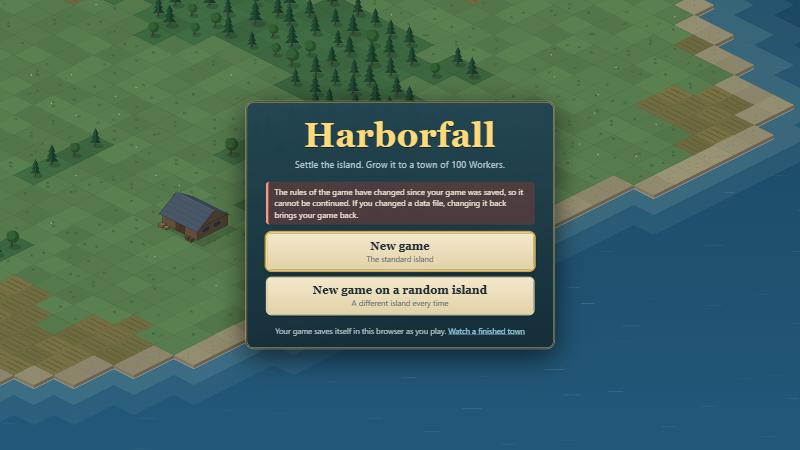 Harborfall
Settle the island. Grow it to a town of 100 Workers.
The rules of the game have changed since your game was saved, so it
cannot be continued. If you changed a data file, changing it back
brings your game back.
New game
The standard island
New game on a random island
A different island every time
Your game saves itself in this browser as you play. Watch a finished town